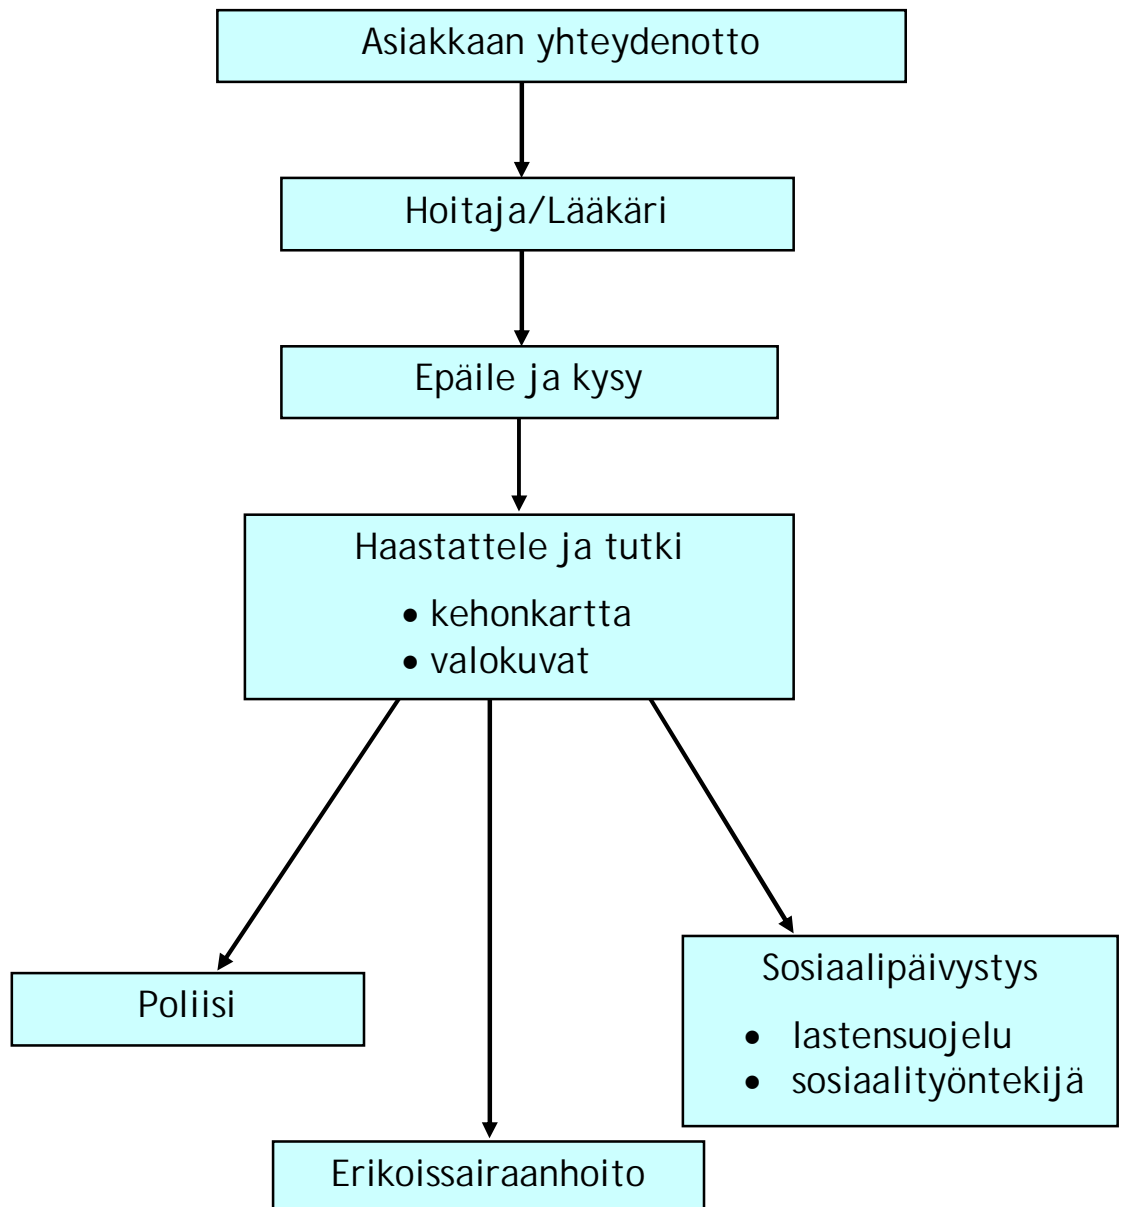 Asiakkaan yhteydenotto
Hoitaja/Lääkäri
Epäile ja kysy
Haastattele ja tutki
• kehonkartta
• valokuvat
Poliisi
Sosiaalipäivystys
• lastensuojelu
• sosiaalityöntekijä
Erikoissairaanhoito